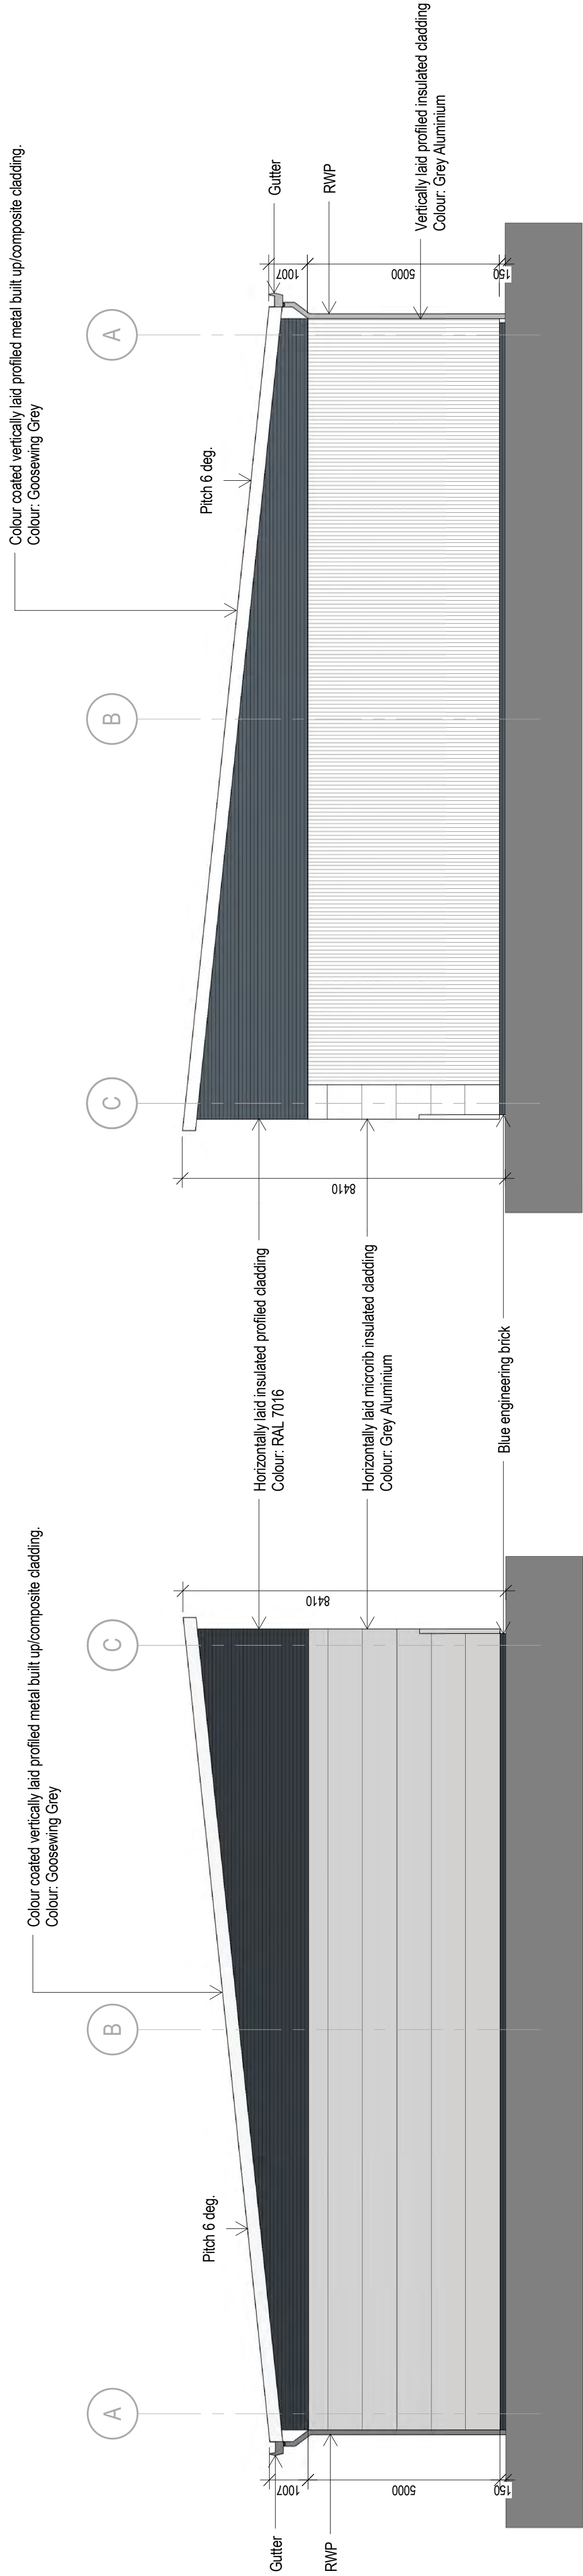 Colour coated vertically laid profiled metal built up/composite cladding.
Colour: Goosewing Grey
A
B
C
Pitch 6 deg.
Gutter
RWP
1007
5000
150
8410
Horizontally laid insulated profiled cladding
Colour: RAL 7016
Horizontally laid microrib insulated cladding
Colour: Grey Aluminium
Blue engineering brick
Colour coated vertically laid profiled metal built up/composite cladding.
Colour: Goosewing Grey
C
B
A
Pitch 6 deg.
Gutter
RWP
8410
1007
5000
150
Vertically laid profiled insulated cladding
Colour: Grey Aluminium